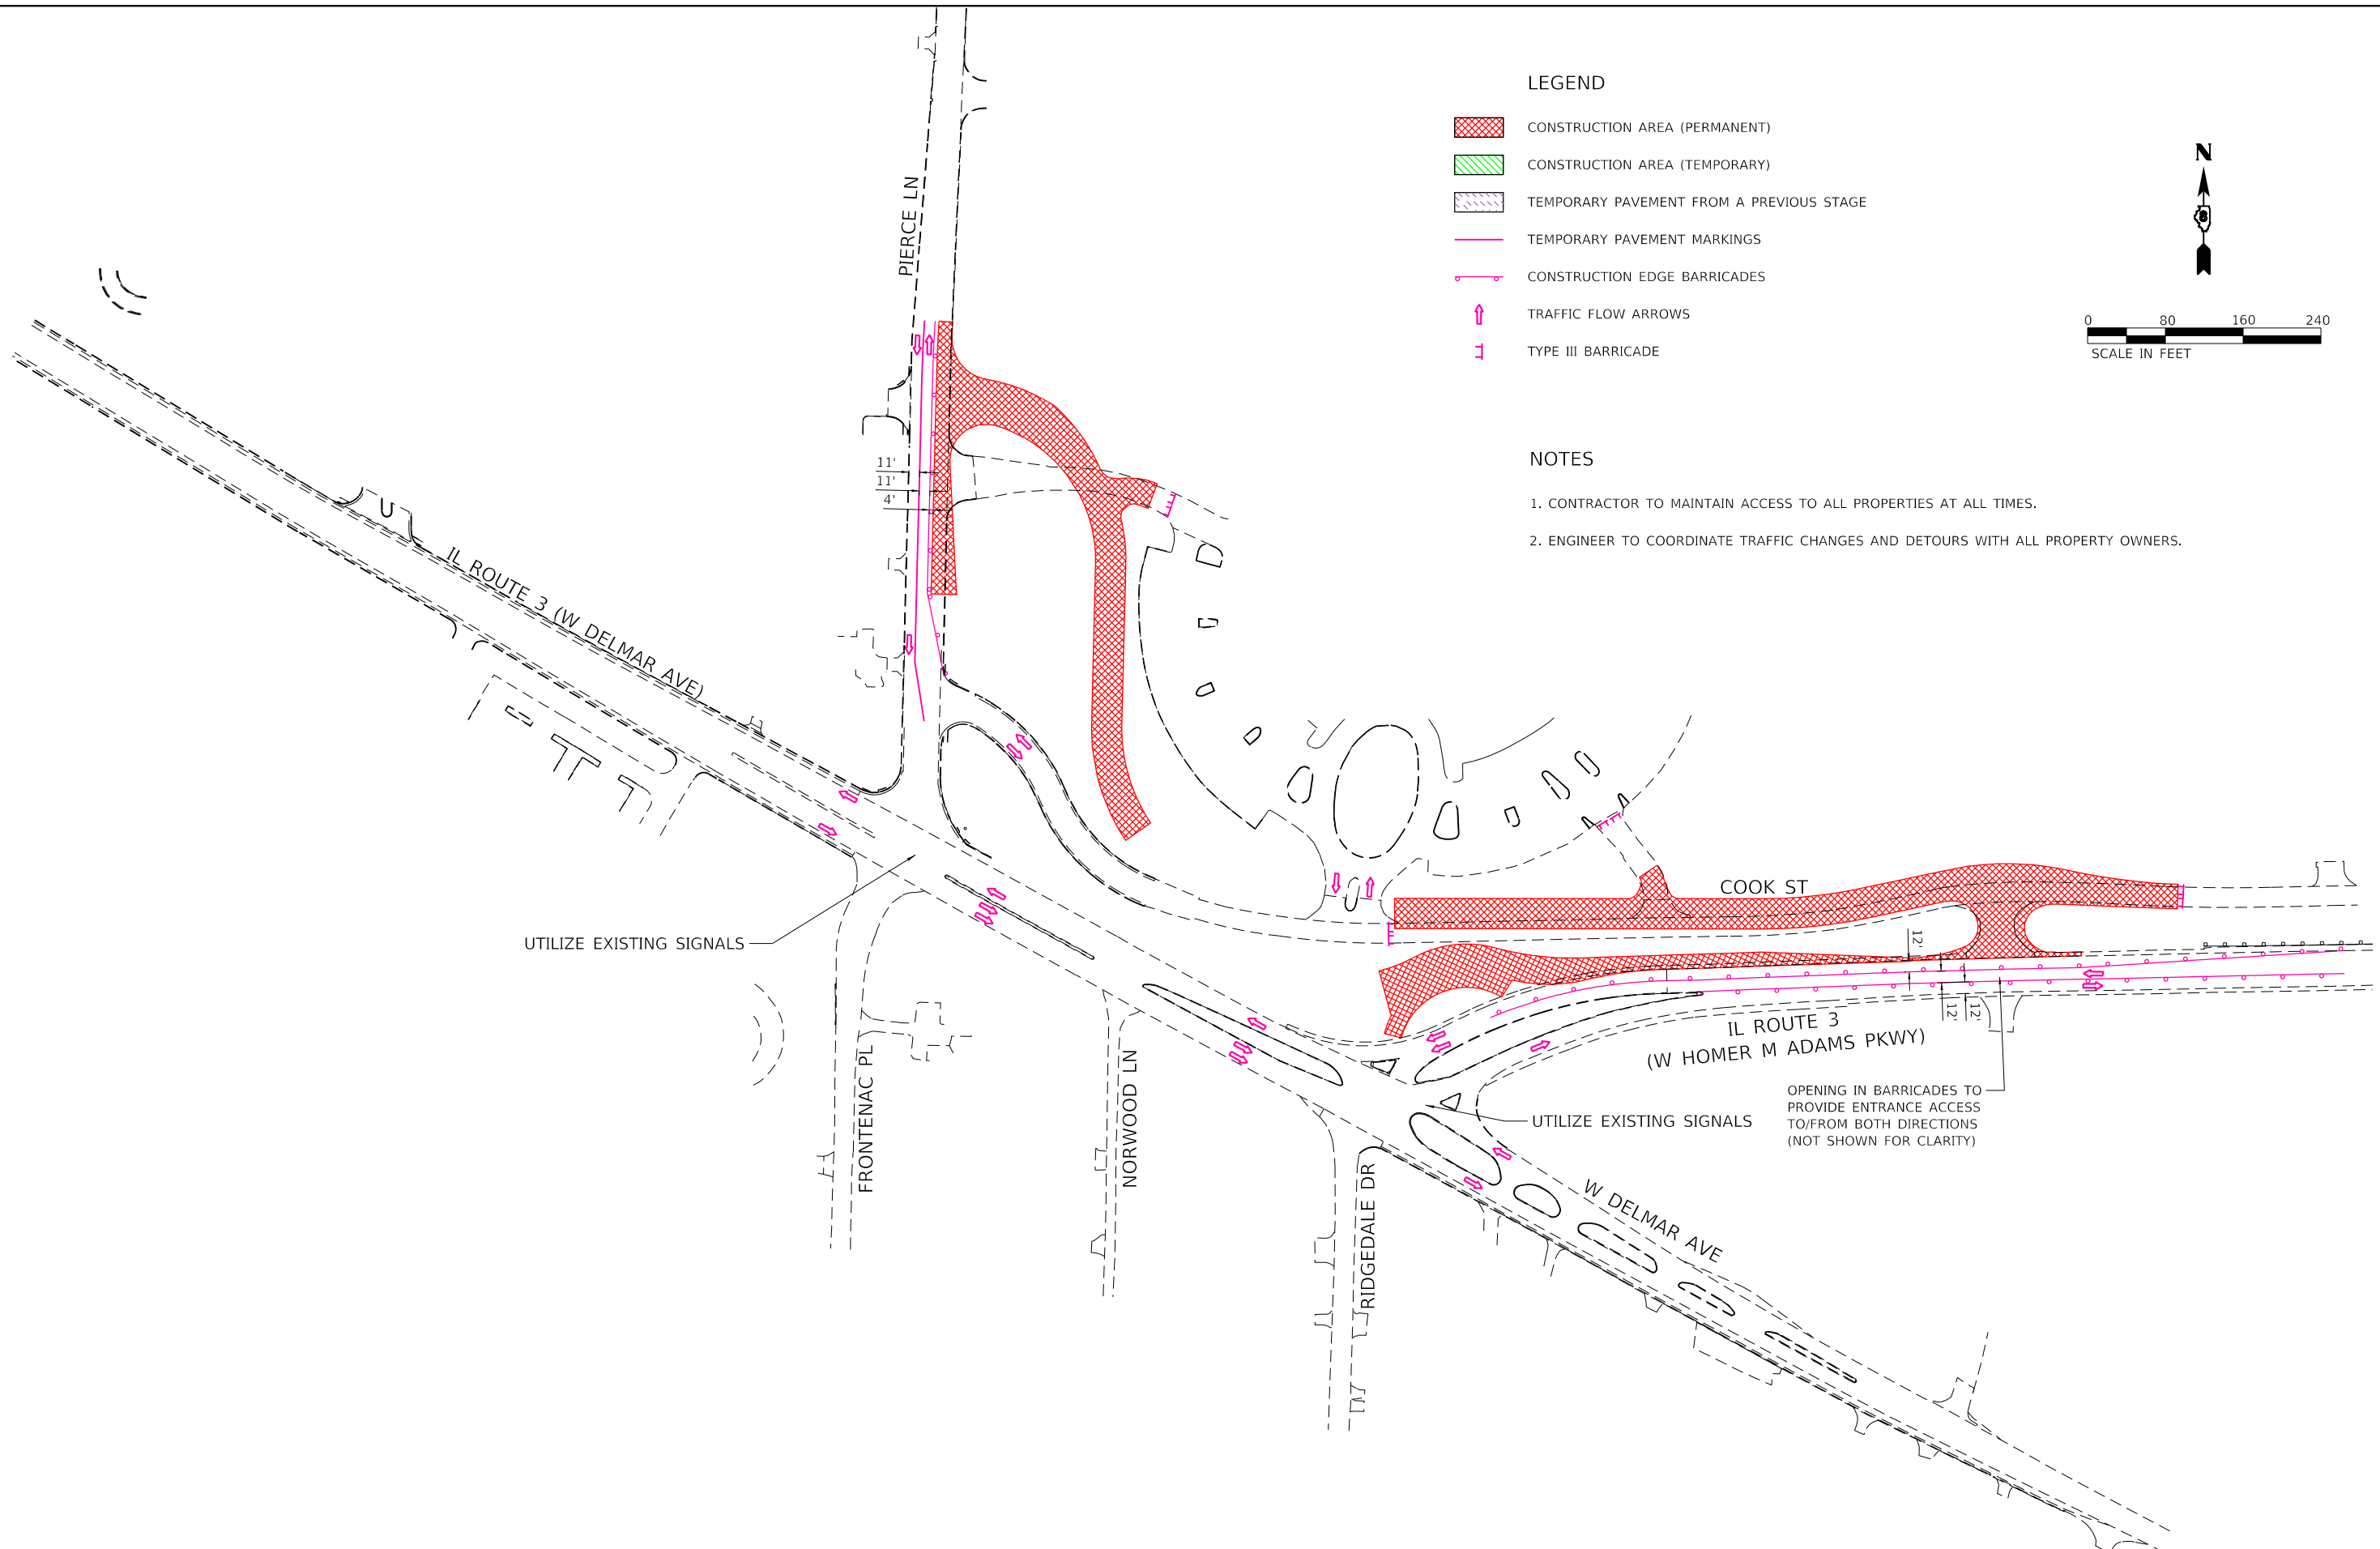 LEGEND
CONSTRUCTION AREA (PERMANENT)
CONSTRUCTION AREA (TEMPORARY)
TEMPORARY PAVEMENT FROM A PREVIOUS STAGE
TEMPORARY PAVEMENT MARKINGS
CONSTRUCTION EDGE BARRICADES
TRAFFIC FLOW ARROWS
TYPE III BARRICADE
N
0 80 160 240
SCALE IN FEET
NOTES
1. CONTRACTOR TO MAINTAIN ACCESS TO ALL PROPERTIES AT ALL TIMES.
2. ENGINEER TO COORDINATE TRAFFIC CHANGES AND DETOURS WITH ALL PROPERTY OWNERS.
PIERCE LN
11'
11'
4'
IL ROUTE 3 (W DELMAR AVE)
UTILIZE EXISTING SIGNALS
COOK ST
12'
12'
12'
IL ROUTE 3
(W HOMER M ADAMS PKWY)
OPENING IN BARRICADES TO
PROVIDE ENTRANCE ACCESS
TO/FROM BOTH DIRECTIONS
(NOT SHOWN FOR CLARITY)
UTILIZE EXISTING SIGNALS
FRONTENAC PL
NORWOOD LN
RIDGEDALE DR
W DELMAR AVE